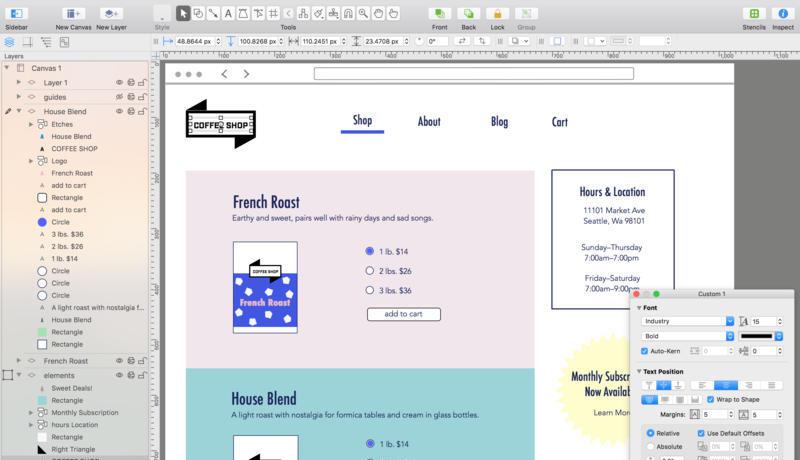 Sidebar
New Canvas
New Layer
Style
Tools
Front
Back
Lock
Group
Stencils
Inspect
48.8644 px
100.8268 px
110.2451 px
23.4708 px
0°
Layers
Canvas 1
Layer 1
guides
House Blend
Etches
House Blend
COFFEE SHOP
Logo
French Roast
add to cart
Rectangle
add to cart
Circle
3 lbs. $36
2 lbs. $26
1 lb. $14
Circle
Circle
Circle
A light roast with nostalgia f...
House Blend
Rectangle
Rectangle
French Roast
elements
Sweet Deals!
Rectangle
Monthly Subscription
hours Location
Rectangle
Right Triangle
COFFEE SHOP
COFFEE SHOP
Shop
About
Blog
Cart
French Roast
Earthy and sweet, pairs well with rainy days and sad songs.
COFFEE SHOP
French Roast
1 lb. $14
2 lbs. $26
3 lbs. $36
add to cart
Hours & Location
11101 Market Ave
Seattle, Wa 98101
Sunday–Thursday
7:00am–7:00pm
Friday–Saturday
7:00am–9:00pm
House Blend
A light roast with nostalgia for formica tables and cream in glass bottles.
COFFEE SHOP
1 lb. $14
Monthly Subscr
Now Availab
Learn Mor
Custom 1
Font
Industry
15
Bold
Auto-Kern
0
0
Text Position
Wrap to Shape
Margins:
5
5
Relative
Use Default Offsets
Absolute
0%
0%